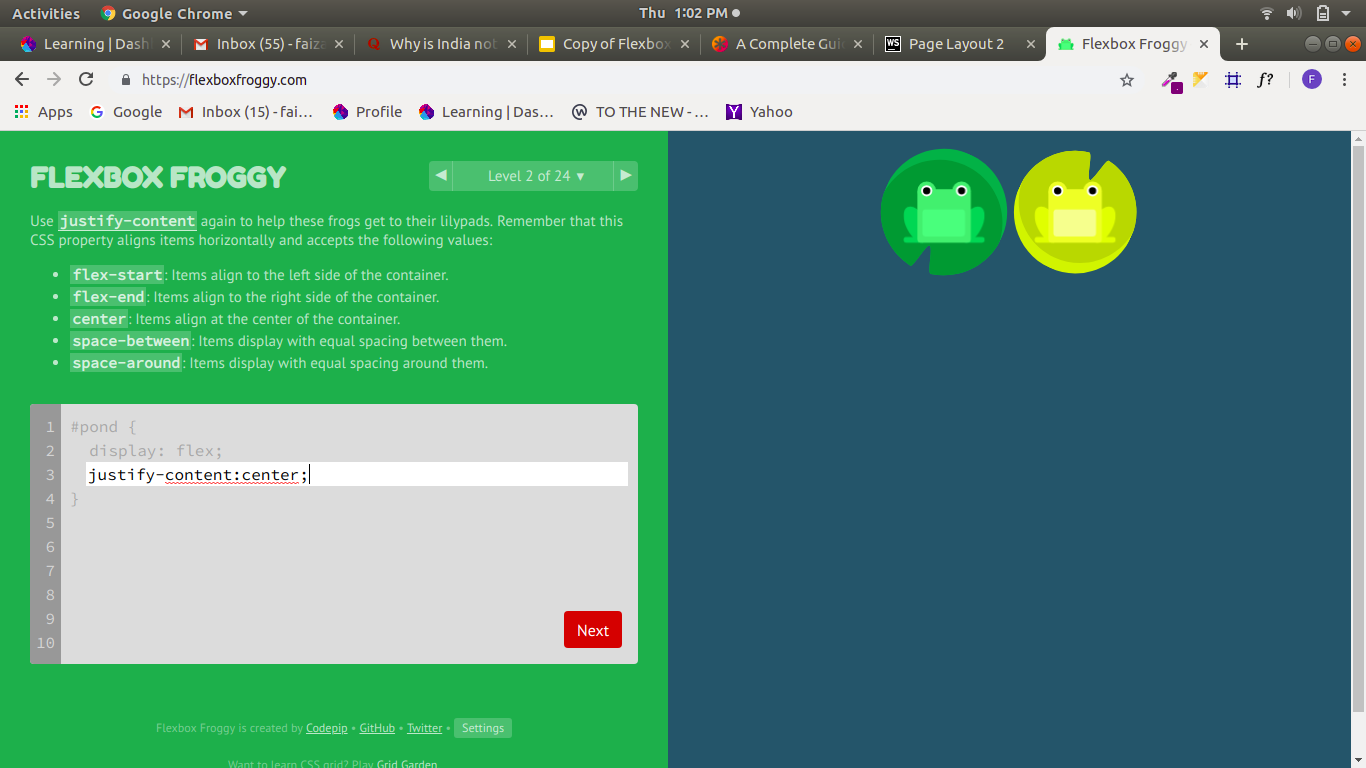 Activities Google Chrome Thu 1:02 PM
Learning | Dash Inbox (55) - faiza Why is India not Copy of Flexbox A Complete Guid Page Layout 2 Flexbox Froggy
https://flexboxfroggy.com
Apps Google Inbox (15) - fai... Profile Learning | Das... TO THE NEW - ... Yahoo
FLEXBOX FROGGY
Level 2 of 24
Use justify-content again to help these frogs get to their lilypads. Remember that this
CSS property aligns items horizontally and accepts the following values:
• flex-start: Items align to the left side of the container.
• flex-end: Items align to the right side of the container.
• center: Items align at the center of the container.
• space-between: Items display with equal spacing between them.
• space-around: Items display with equal spacing around them.
1 #pond {
2 display: flex;
3 justify-content:center;
4 }
5
6
7
8
9
10
Next
Flexbox Froggy is created by Codepip • GitHub • Twitter • Settings
Want to learn CSS grid? Play Grid Garden.